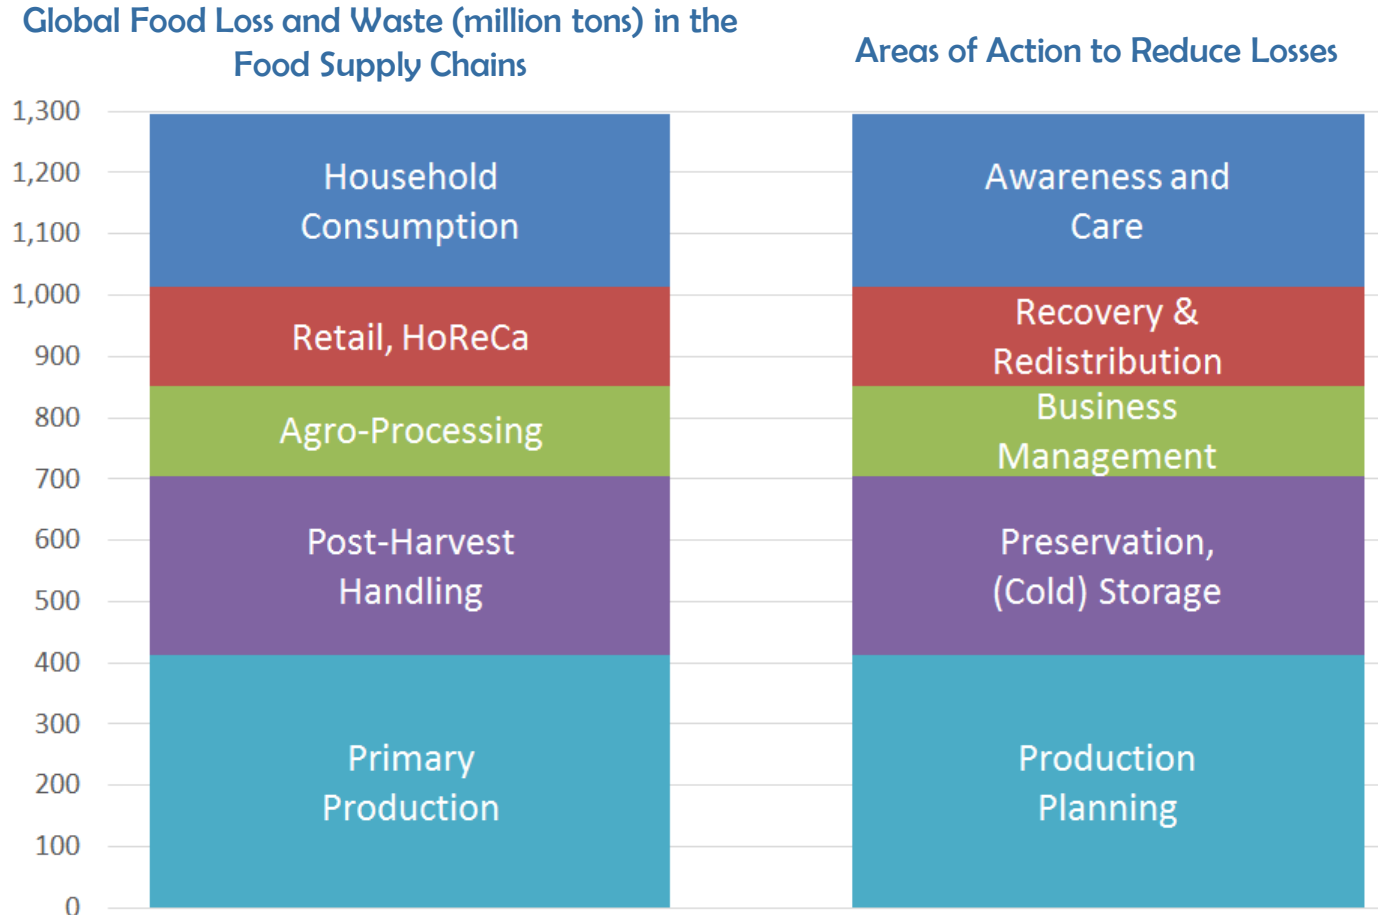 Global Food Loss and Waste (million tons) in the
Food Supply Chains
Areas of Action to Reduce Losses
1,300
1,200
1,100
1,000
900
800
700
600
500
400
300
200
100
0
Household
Consumption
Retail, HoReCa
Agro-Processing
Post-Harvest
Handling
Primary
Production
Awareness and
Care
Recovery &
Redistribution
Business
Management
Preservation,
(Cold) Storage
Production
Planning